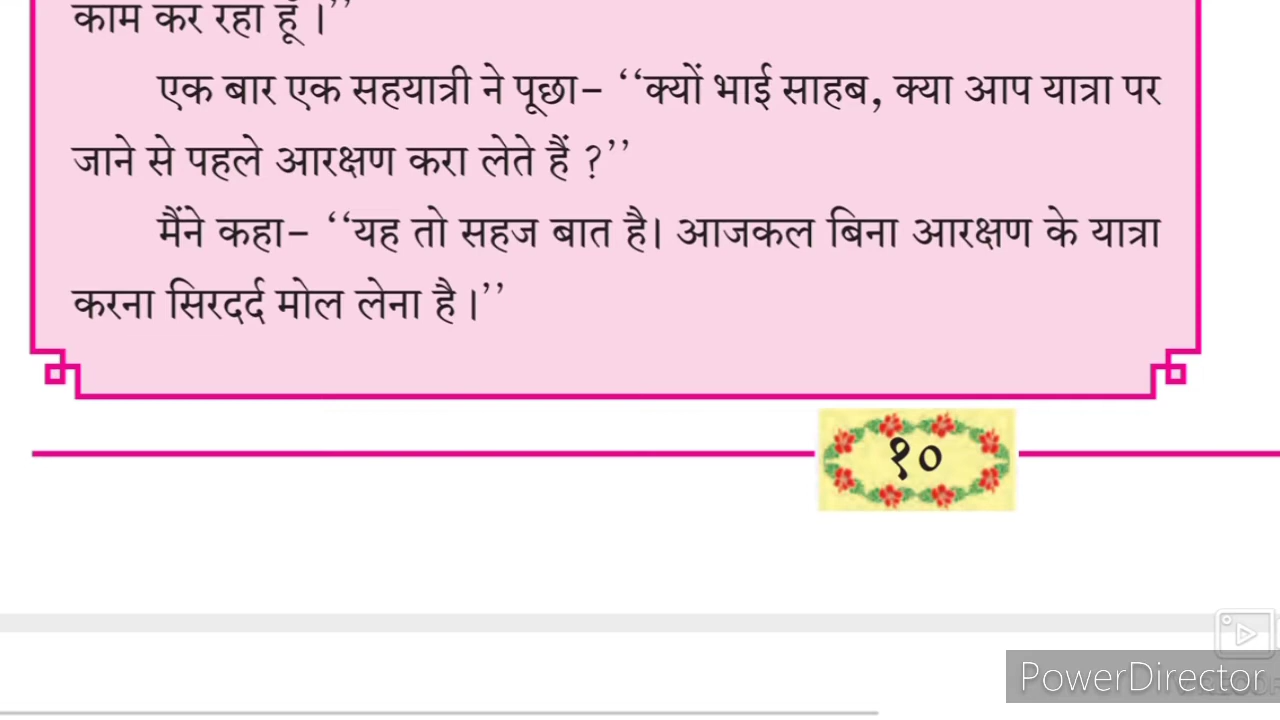 काम कर रहा हूँ ।’’
एक बार एक सहयात्री ने पूछा– ‘‘क्यों भाई साहब, क्या आप यात्रा पर
जाने से पहले आरक्षण करा लेते हैं ?’’
मैंने कहा– ‘‘यह तो सहज बात है। आजकल बिना आरक्षण के यात्रा
करना सिरदर्द मोल लेना है ।’’
१०
PowerDirector